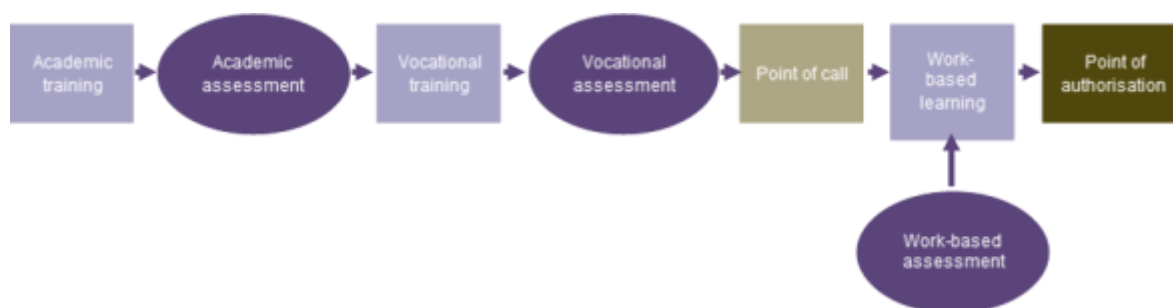 Academic
training
Academic
assessment
Vocational
training
Vocational
assessment
Point of call
Work-
based
learning
Point of
authorisation
Work-based
assessment